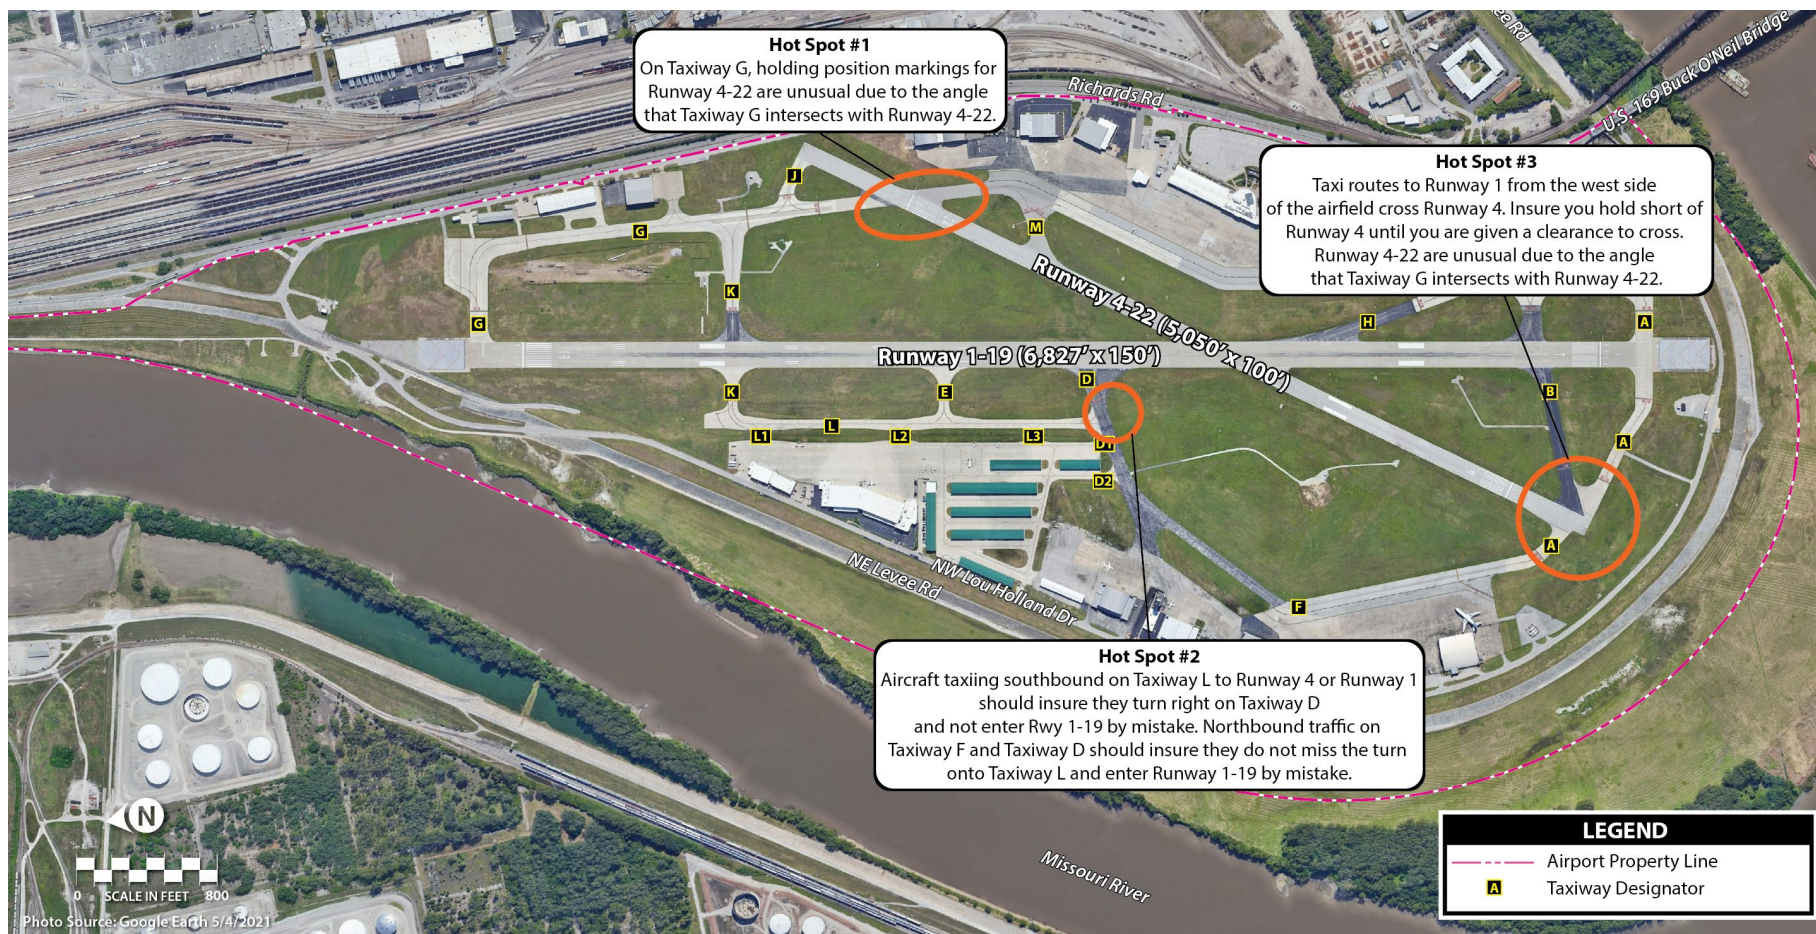 ee Rd
U.S. 169 Buck O'Neil Bridge
Hot Spot #1
On Taxiway G, holding position markings for
Runway 4-22 are unusual due to the angle
that Taxiway G intersects with Runway 4-22.
Richards Rd
Hot Spot #3
Taxi routes to Runway 1 from the west side
of the airfield cross Runway 4. Insure you hold short of
Runway 4 until you are given a clearance to cross.
Runway 4-22 are unusual due to the angle
that Taxiway G intersects with Runway 4-22.
J
G
M
K
G
H
A
Runway 4-22 (5,050' x 100')
Runway 1-19 (6,827' x 150')
D
K
E
B
L
L1
L2
L3
D1
A
D2
A
F
NE Levee Rd
NW Lou Holland Dr
Hot Spot #2
Aircraft taxiing southbound on Taxiway L to Runway 4 or Runway 1
should insure they turn right on Taxiway D
and not enter Rwy 1-19 by mistake. Northbound traffic on
Taxiway F and Taxiway D should insure they do not miss the turn
onto Taxiway L and enter Runway 1-19 by mistake.
N
0 SCALE IN FEET 800
Photo Source: Google Earth 5/4/2021
Missouri River
LEGEND
Airport Property Line
A Taxiway Designator